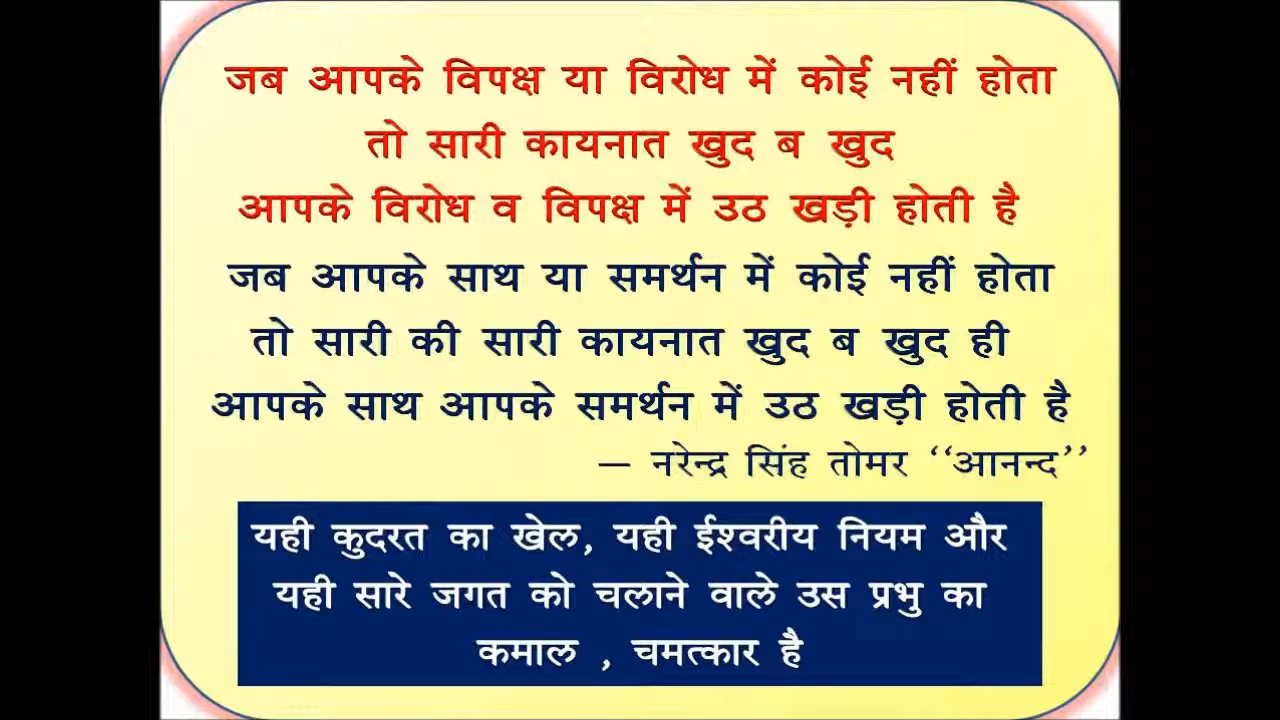 जब आपके विपक्ष या विरोध में कोई नहीं होता
तो सारी कायनात खुद ब खुद
आपके विरोध व विपक्ष में उठ खड़ी होती है
जब आपके साथ या समर्थन में कोई नहीं होता
तो सारी की सारी कायनात खुद ब खुद ही
आपके साथ आपके समर्थन में उठ खड़ी होती है
— नरेन्द्र सिंह तोमर ‘‘आनन्द’’
यही कुदरत का खेल, यही ईश्वरीय नियम और
यही सारे जगत को चलाने वाले उस प्रभु का
कमाल , चमत्कार है